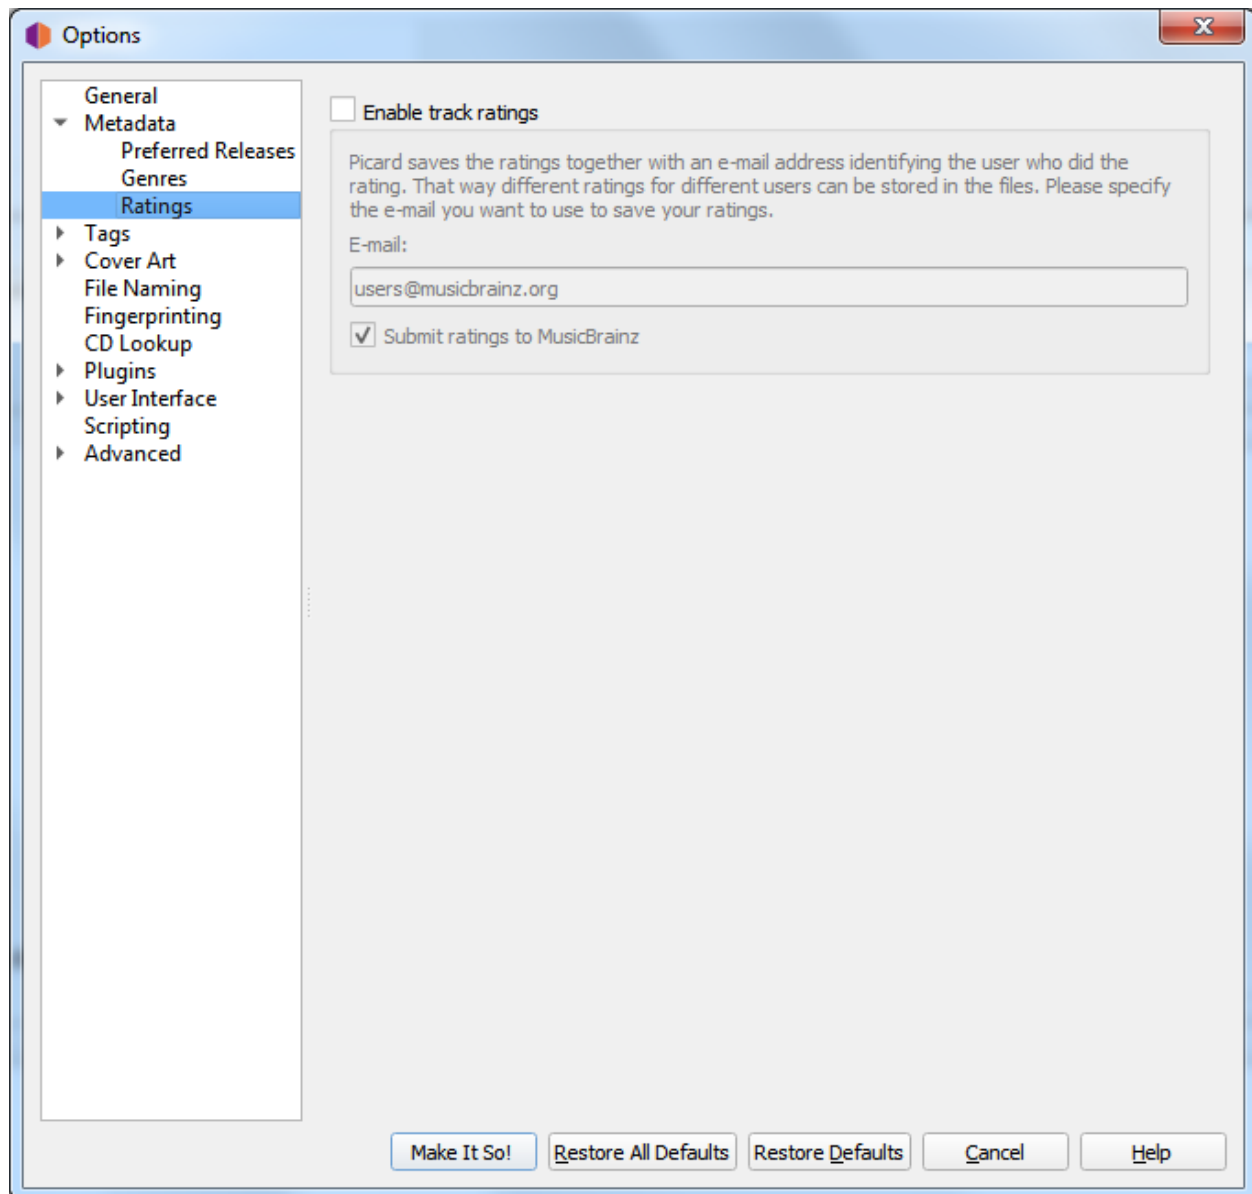 Options
General
Metadata
Preferred Releases
Genres
Ratings
Tags
Cover Art
File Naming
Fingerprinting
CD Lookup
Plugins
User Interface
Scripting
Advanced
Enable track ratings
Picard saves the ratings together with an e-mail address identifying the user who did the
rating. That way different ratings for different users can be stored in the files. Please specify
the e-mail you want to use to save your ratings.
E-mail:
users@musicbrainz.org
Submit ratings to MusicBrainz
Make It So! Restore All Defaults Restore Defaults Cancel Help